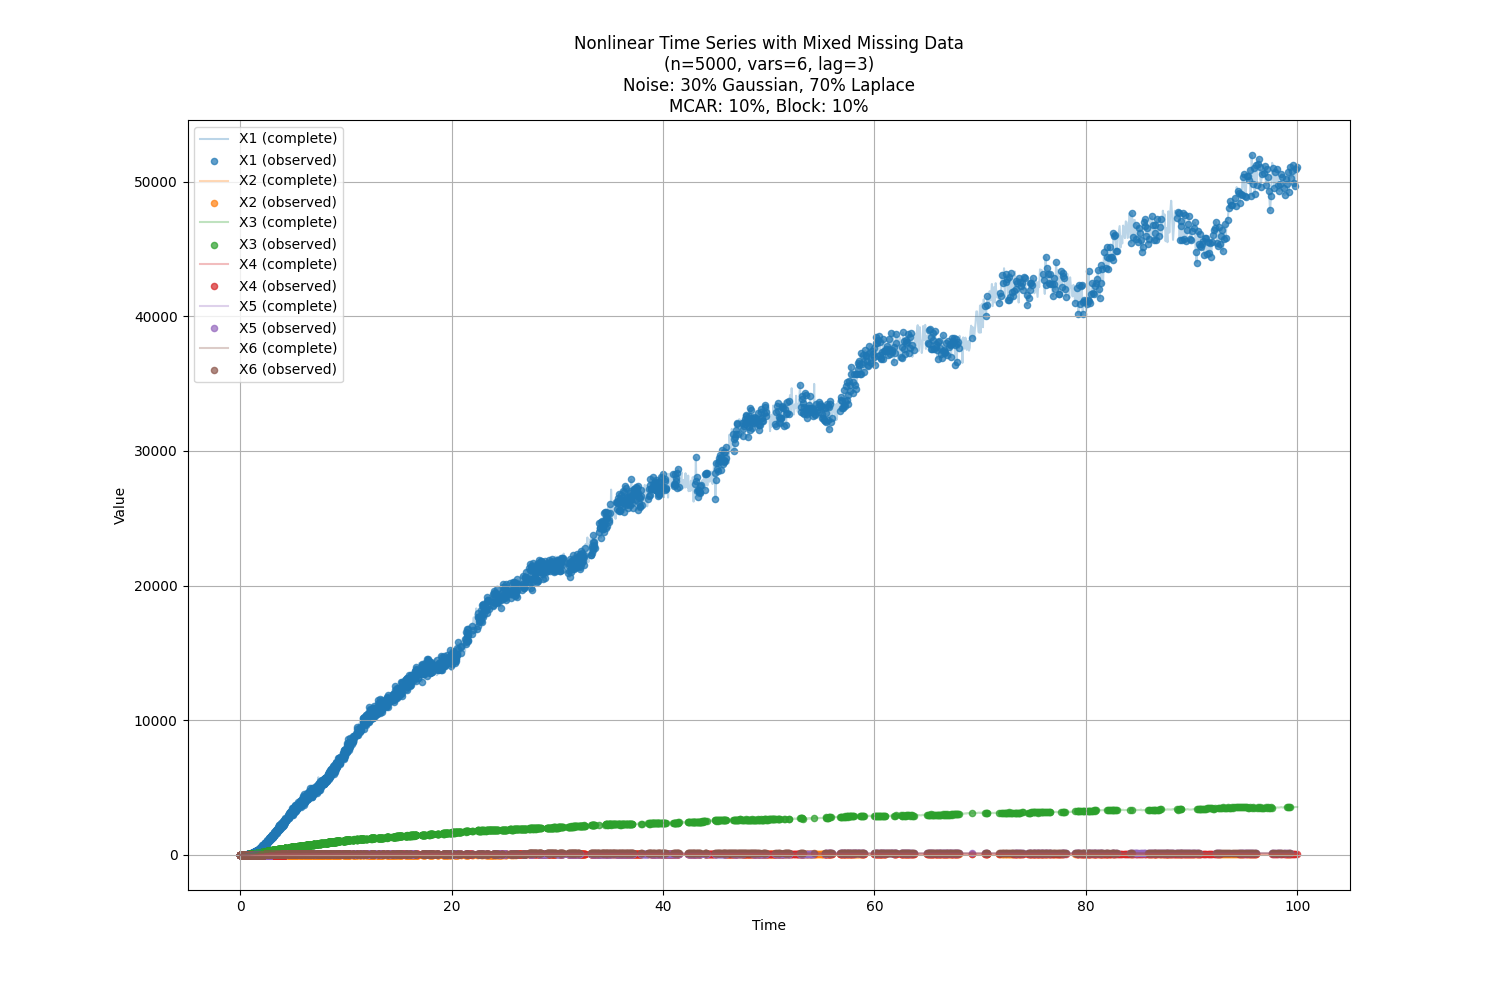 Nonlinear Time Series with Mixed Missing Data
(n=5000, vars=6, lag=3)
Noise: 30% Gaussian, 70% Laplace
MCAR: 10%, Block: 10%
X1 (complete)
X1 (observed)
X2 (complete)
X2 (observed)
X3 (complete)
X3 (observed)
X4 (complete)
X4 (observed)
X5 (complete)
X5 (observed)
X6 (complete)
X6 (observed)
50000
40000
30000
20000
10000
0
Value
0 20 40 60 80 100
Time